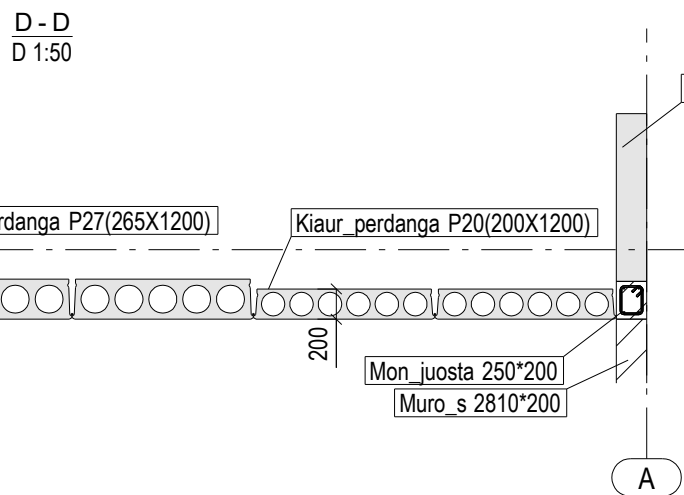 D - D
D 1:50
rdanga P27(265X1200)
Kiaur_perdanga P20(200X1200)
200
Mon_juosta 250*200
Muro_s 2810*200
A